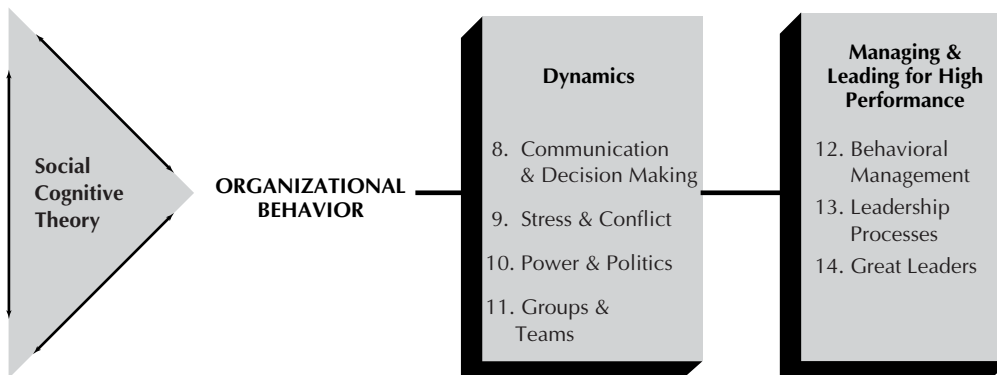 Social
Cognitive
Theory
ORGANIZATIONAL
BEHAVIOR
Dynamics
8. Communication
& Decision Making
9. Stress & Conflict
10. Power & Politics
11. Groups &
Teams
Managing &
Leading for High
Performance
12. Behavioral
Management
13. Leadership
Processes
14. Great Leaders